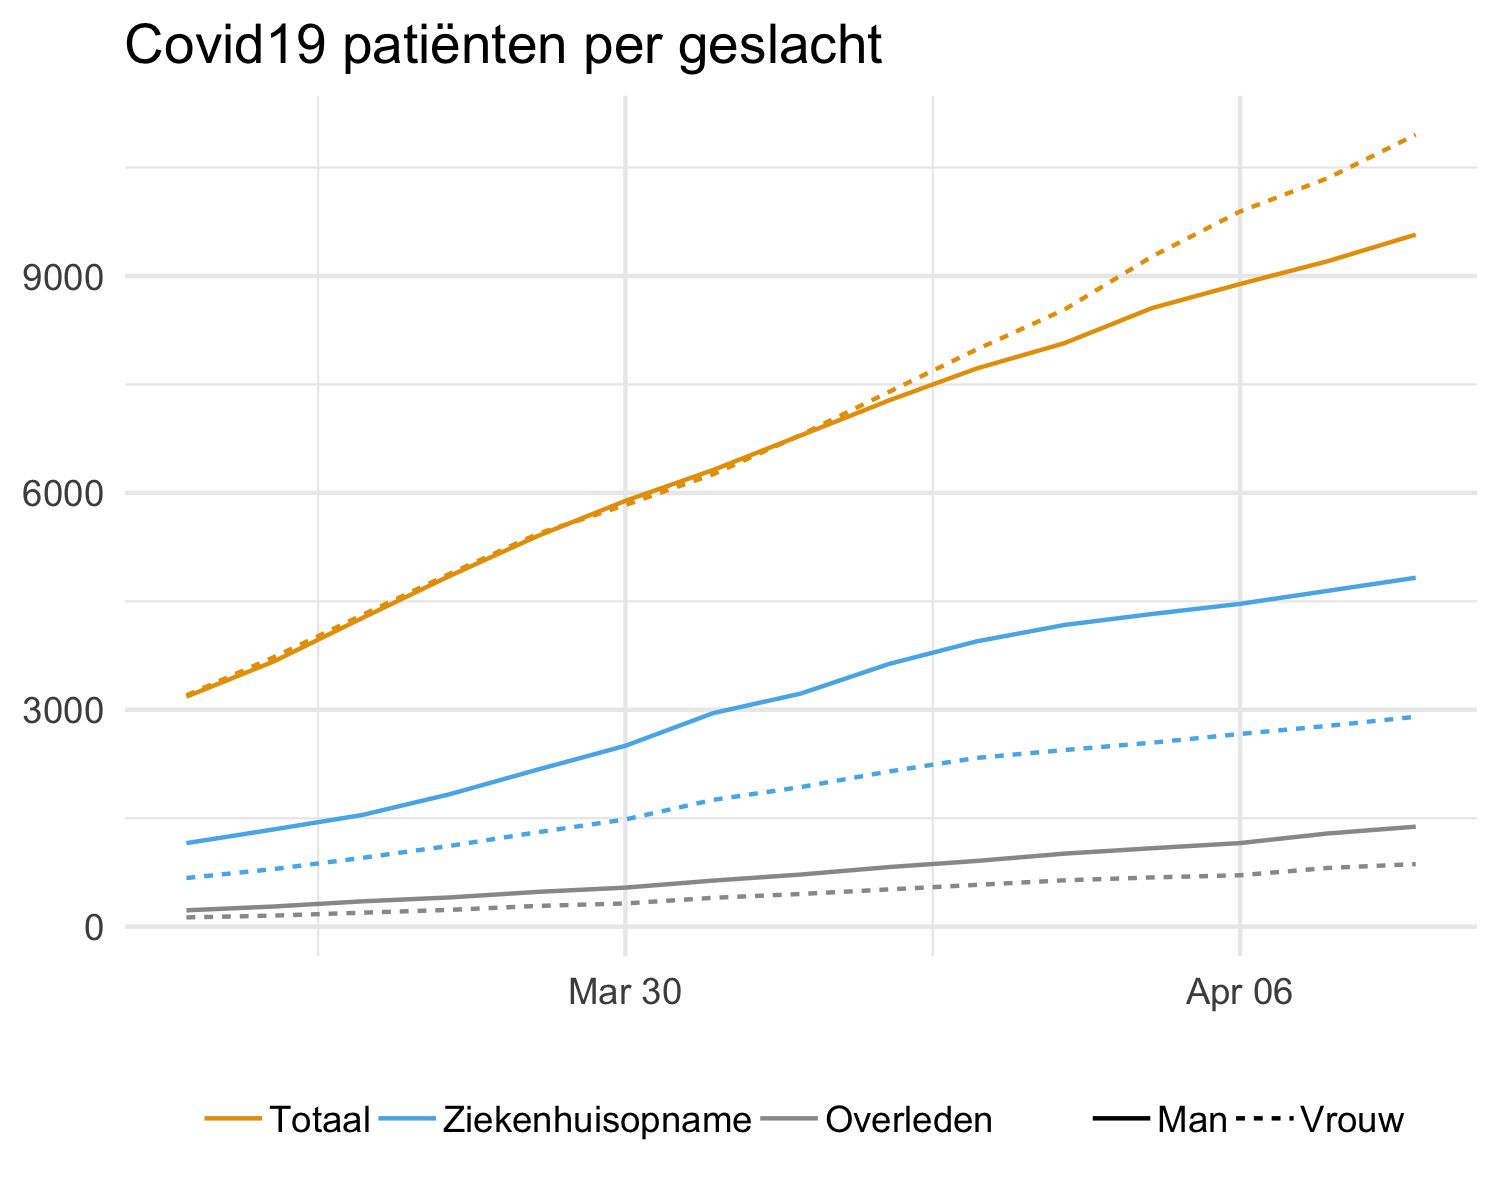 Covid19 patiënten per geslacht
9000
6000
3000
0
Mar 30 Apr 06
Totaal Ziekenhuisopname Overleden Man Vrouw